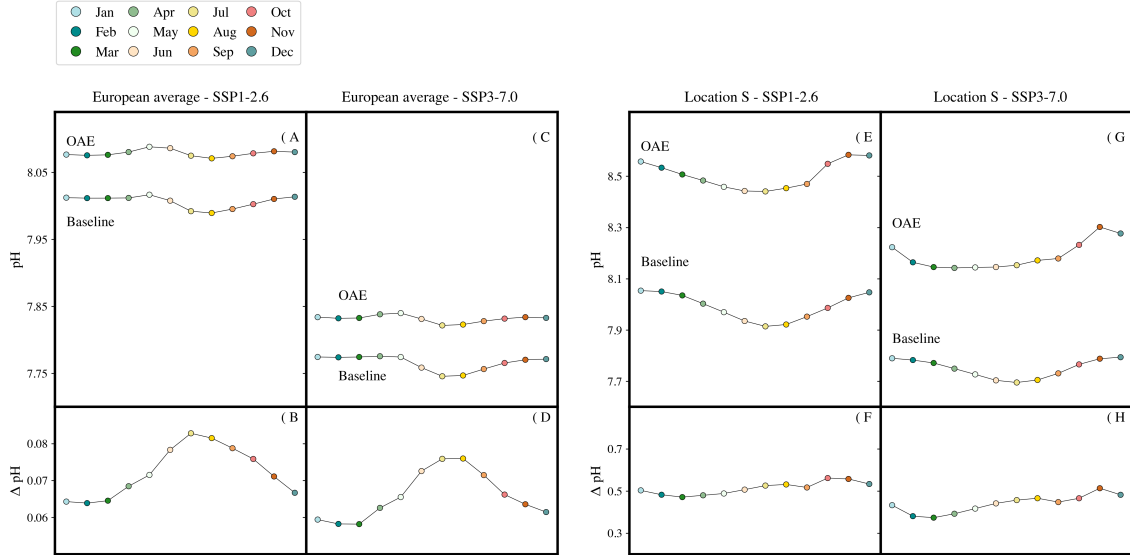 Jan Apr Jul Oct
Feb May Aug Nov
Mar Jun Sep Dec
European average - SSP1-2.6
European average - SSP3-7.0
Location S - SSP1-2.6
Location S - SSP3-7.0
( A
OAE
Baseline
8.05
7.95
7.85
7.75
pH
( C
OAE
Baseline
( E
OAE
Baseline
8.5
8.3
8.1
7.9
7.7
pH
( G
OAE
Baseline
( B
0.08
0.07
0.06
Δ pH
( D
( F
0.7
0.5
0.3
Δ pH
( H